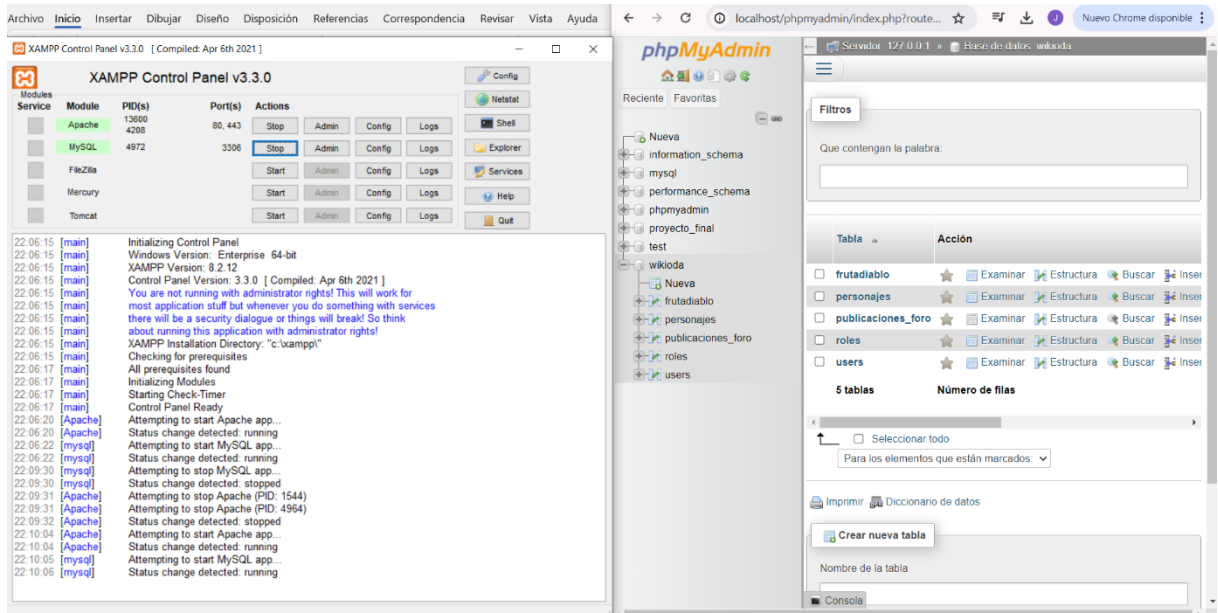 Archivo Inicio Insertar Dibujar Diseño Disposición Referencias Correspondencia Revisar Vista Ayuda
XAMPP Control Panel v3.3.0 [ Compiled: Apr 6th 2021 ]
XAMPP Control Panel v3.3.0
Config
Modules
Service Module PID(s) Port(s) Actions
Netstat
Apache 13600 4208 80, 443 Stop Admin Config Logs
Shell
MySQL 4972 3306 Stop Admin Config Logs
Explorer
FileZilla Start Admin Config Logs
Services
Mercury Start Admin Config Logs
Help
Tomcat Start Admin Config Logs
Quit
22:06:15 [main] Initializing Control Panel
22:06:15 [main] Windows Version: Enterprise 64-bit
22:06:15 [main] XAMPP Version: 8.2.12
22:06:15 [main] Control Panel Version: 3.3.0 [ Compiled: Apr 6th 2021 ]
22:06:15 [main] You are not running with administrator rights! This will work for
22:06:15 [main] most application stuff but whenever you do something with services
22:06:15 [main] there will be a security dialogue or things will break! So think
22:06:15 [main] about running this application with administrator rights!
22:06:15 [main] XAMPP Installation Directory: "c:\xampp\"
22:06:15 [main] Checking for prerequisites
22:06:17 [main] All prerequisites found
22:06:17 [main] Initializing Modules
22:06:17 [main] Starting Check-Timer
22:06:17 [main] Control Panel Ready
22:06:20 [Apache] Attempting to start Apache app...
22:06:20 [Apache] Status change detected: running
22:06:22 [mysql] Attempting to start MySQL app...
22:06:22 [mysql] Status change detected: running
22:09:30 [mysql] Attempting to stop MySQL app...
22:09:30 [mysql] Status change detected: stopped
22:09:31 [Apache] Attempting to stop Apache (PID: 1544)
22:09:31 [Apache] Attempting to stop Apache (PID: 4964)
22:09:32 [Apache] Status change detected: stopped
22:10:04 [Apache] Attempting to start Apache app...
22:10:04 [Apache] Status change detected: running
22:10:05 [mysql] Attempting to start MySQL app...
22:10:06 [mysql] Status change detected: running
localhost/phpmyadmin/index.php?route...
J
Nuevo Chrome disponible
phpMyAdmin
Reciente Favoritas
Nueva
information_schema
mysql
performance_schema
phpmyadmin
proyecto_final
test
wikioda
Nueva
frutadiablo
personajes
publicaciones_foro
roles
users
Servidor: 127.0.0.1 » Base de datos: wikioda
Filtros
Que contengan la palabra:
Tabla Acción
frutadiablo Examinar Estructura Buscar Inser
personajes Examinar Estructura Buscar Inser
publicaciones_foro Examinar Estructura Buscar Inser
roles Examinar Estructura Buscar Inser
users Examinar Estructura Buscar Inser
5 tablas Número de filas
Seleccionar todo
Para los elementos que están marcados:
Imprimir Diccionario de datos
Crear nueva tabla
Nombre de la tabla
Consola